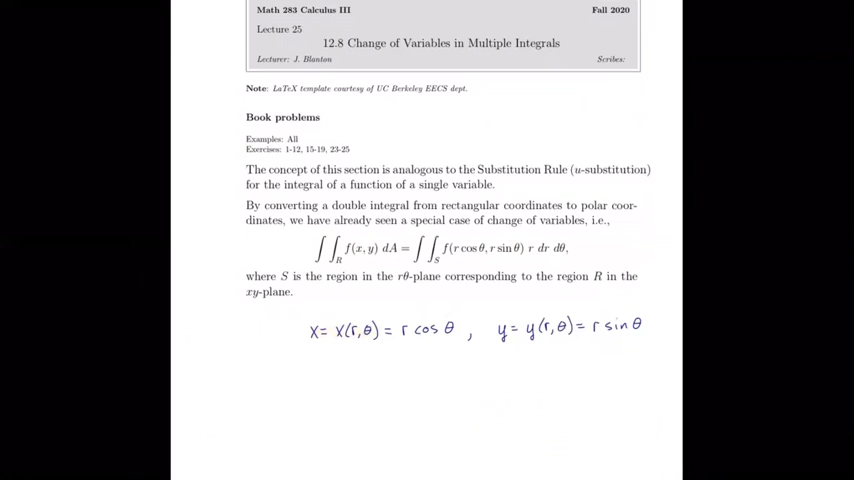 Math 283 Calculus III Fall 2020
Lecture 25
12.8 Change of Variables in Multiple Integrals
Lecturer: J. Blanton Scribes:
Note: LaTeX template courtesy of UC Berkeley EECS dept.
Book problems
Examples: All
Exercises: 1-12, 15-19, 23-25
The concept of this section is analogous to the Substitution Rule (u-substitution)
for the integral of a function of a single variable.
By converting a double integral from rectangular coordinates to polar coor-
dinates, we have already seen a special case of change of variables, i.e.,
∫∫_R f(x, y) dA = ∫∫_S f(r cos θ, r sin θ) r dr dθ,
where S is the region in the rθ-plane corresponding to the region R in the
xy-plane.
x = x(r,θ) = r cos θ , y = y(r,θ) = r sin θ